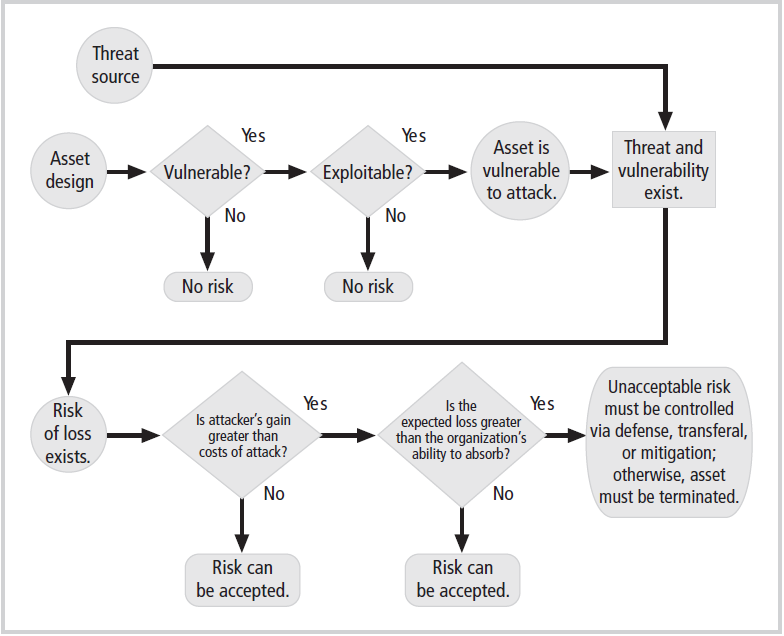 Threat
source
Asset
design
Vulnerable?
Yes
No
No risk
Exploitable?
Yes
No
No risk
Asset is
vulnerable
to attack.
Threat and
vulnerability
exist.
Risk
of loss
exists.
Is attacker's gain
greater than
costs of attack?
Yes
No
Risk can
be accepted.
Is the
expected loss greater
than the organization's
ability to absorb?
Yes
No
Risk can
be accepted.
Unacceptable risk
must be controlled
via defense, transferal,
or mitigation;
otherwise, asset
must be terminated.